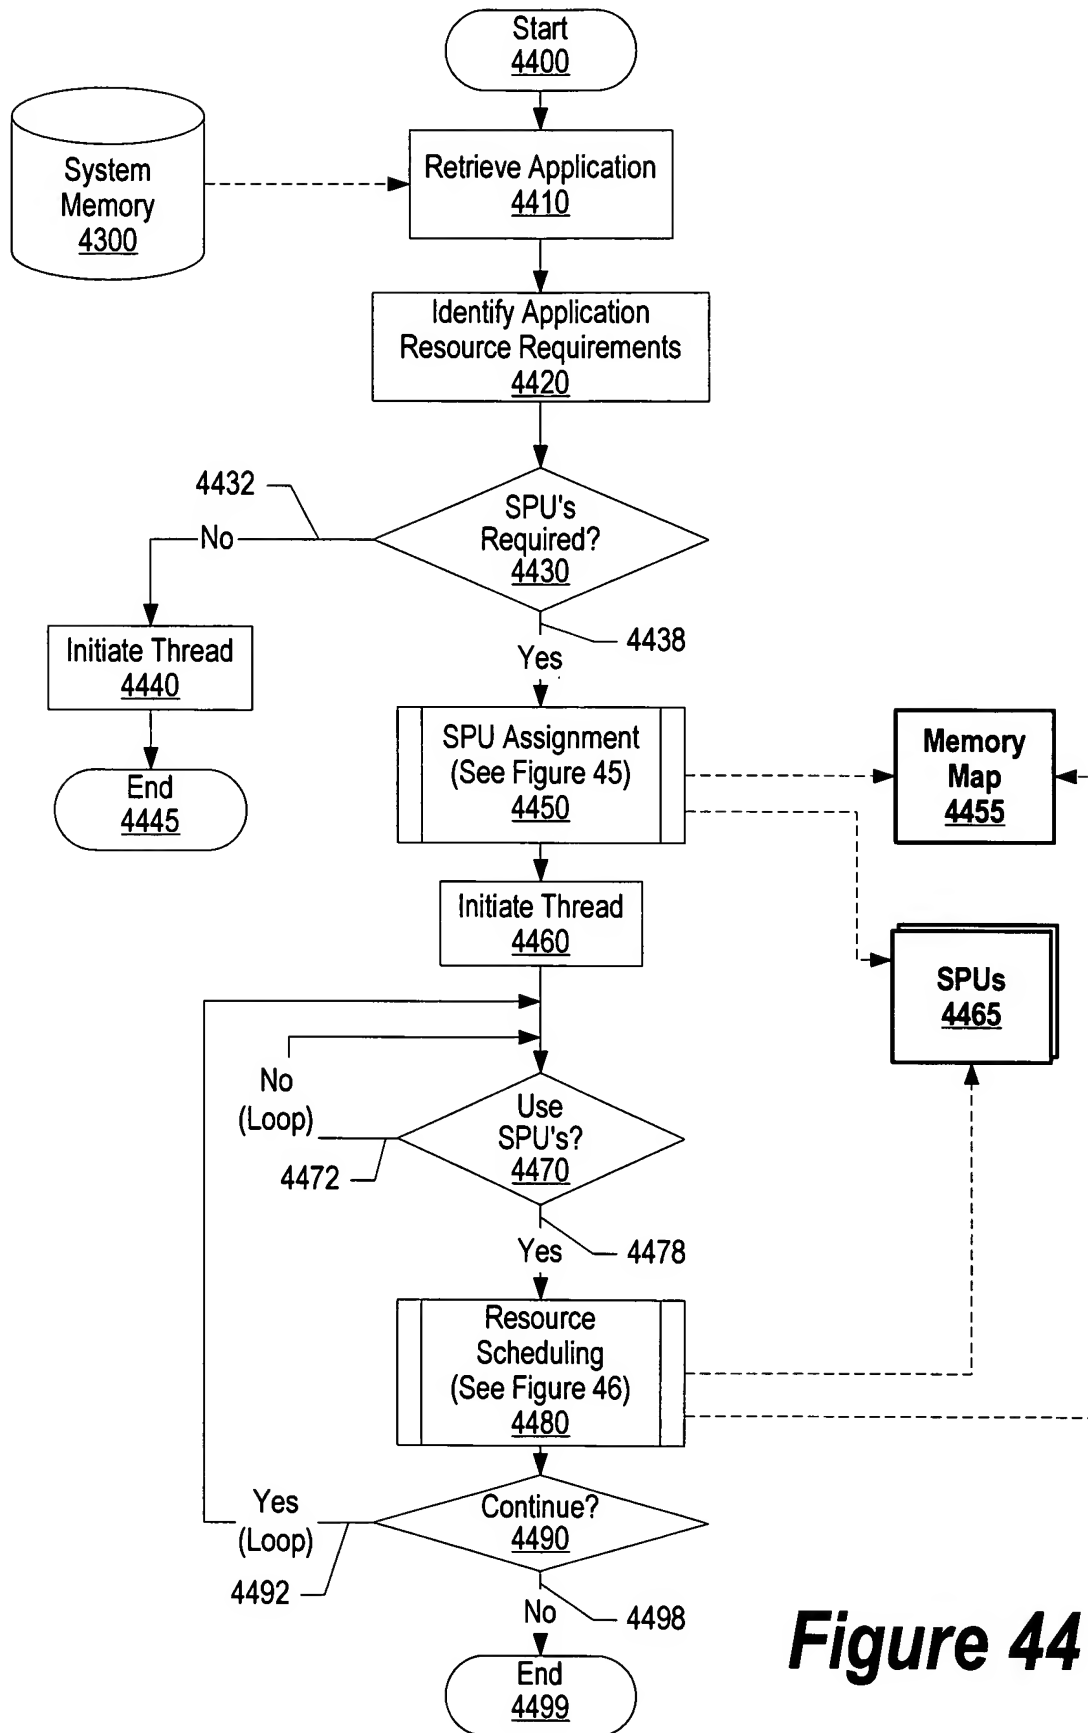 Start
4400
System
Memory
4300
Retrieve Application
4410
Identify Application
Resource Requirements
4420
4432
No
SPU's
Required?
4430
4438
Yes
Initiate Thread
4440
End
4445
SPU Assignment
(See Figure 45)
4450
Memory
Map
4455
Initiate Thread
4460
SPUs
4465
No
(Loop)
4472
Use
SPU's?
4470
4478
Yes
Resource
Scheduling
(See Figure 46)
4480
Yes
(Loop)
4492
Continue?
4490
4498
No
End
4499
Figure 44